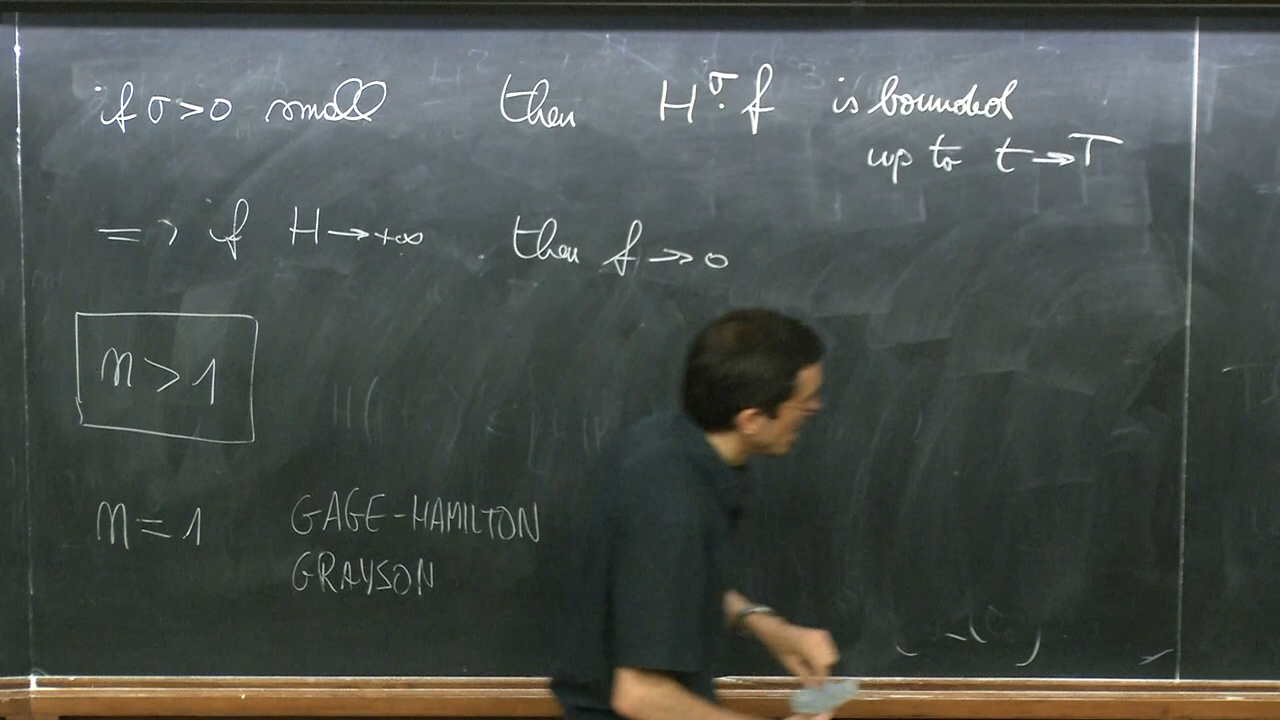 if σ>0 small then H^σ · f is bounded
up to t→T
=> if H→+∞ then f→0
n>1
n=1 GAGE-HAMILTON
GRAYSON